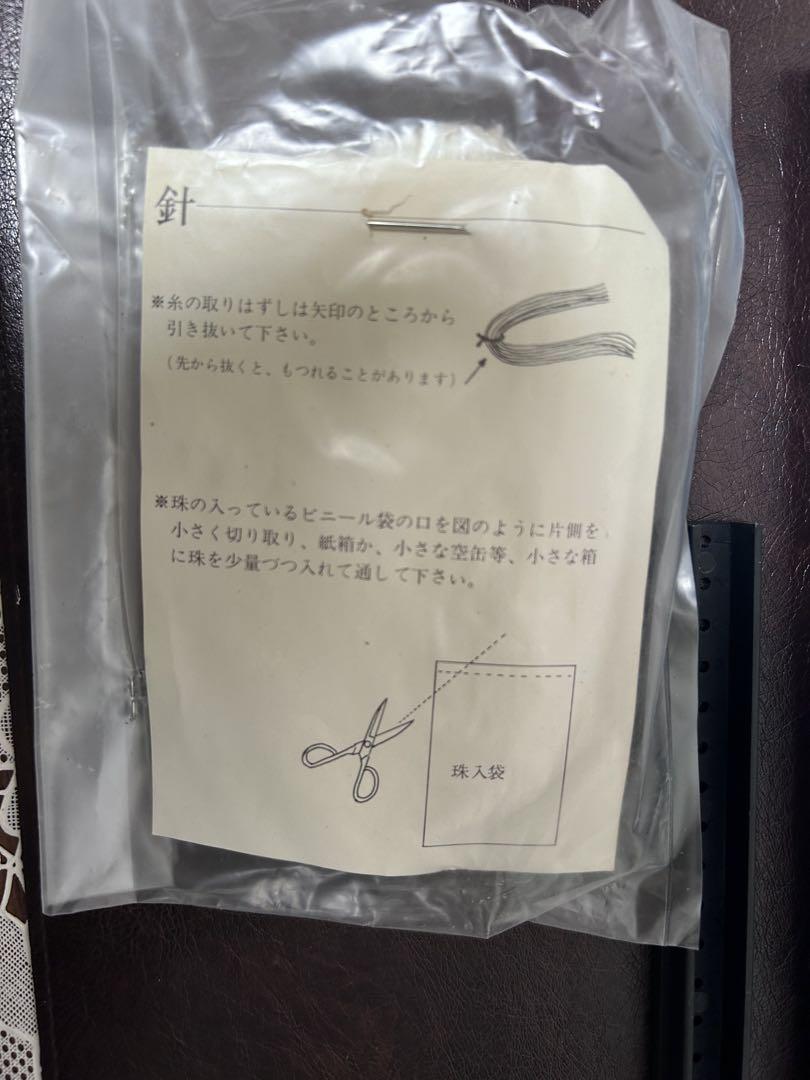 針
※糸の取りはずしは矢印のところから
引き抜いて下さい。
(先から抜くと、もつれることがあります)
※珠の入っているビニール袋の口を図のように片側を
小さく切り取り、紙箱か、小さな空缶等、小さな箱
に珠を少量づつ入れて通して下さい。
珠入袋